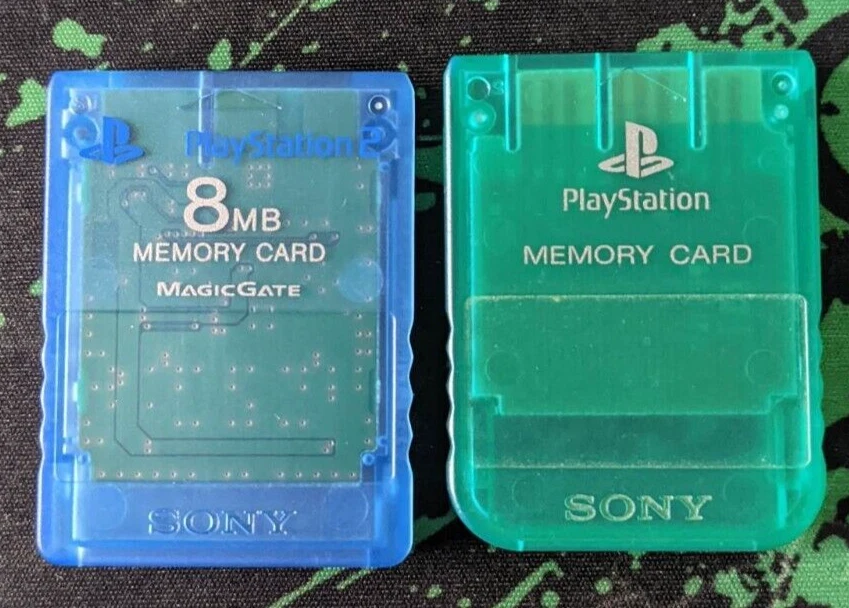 PlayStation 2
8MB
MEMORY CARD
MAGICGATE
SONY
PlayStation
MEMORY CARD
SONY